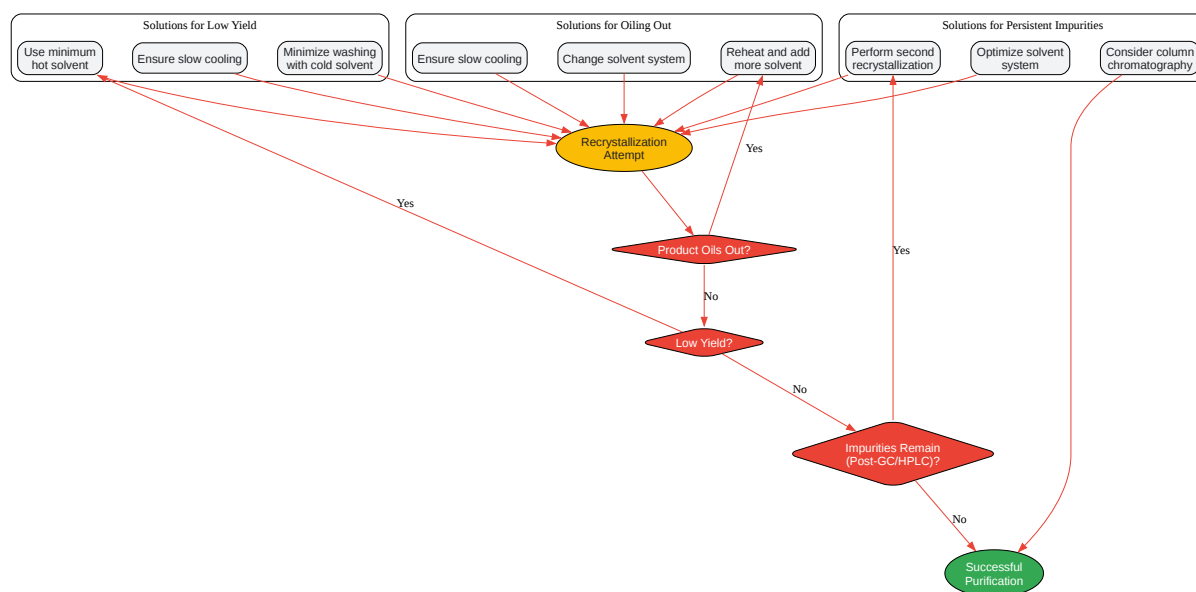 Solutions for Low Yield
Use minimum
hot solvent
Ensure slow cooling
Minimize washing
with cold solvent
Solutions for Oiling Out
Ensure slow cooling
Change solvent system
Reheat and add
more solvent
Solutions for Persistent Impurities
Perform second
recrystallization
Optimize solvent
system
Consider column
chromatography
Recrystallization
Attempt
Yes
Product Oils Out?
Yes
Yes
No
Low Yield?
No
Impurities Remain
(Post-GC/HPLC)?
No
Successful
Purification